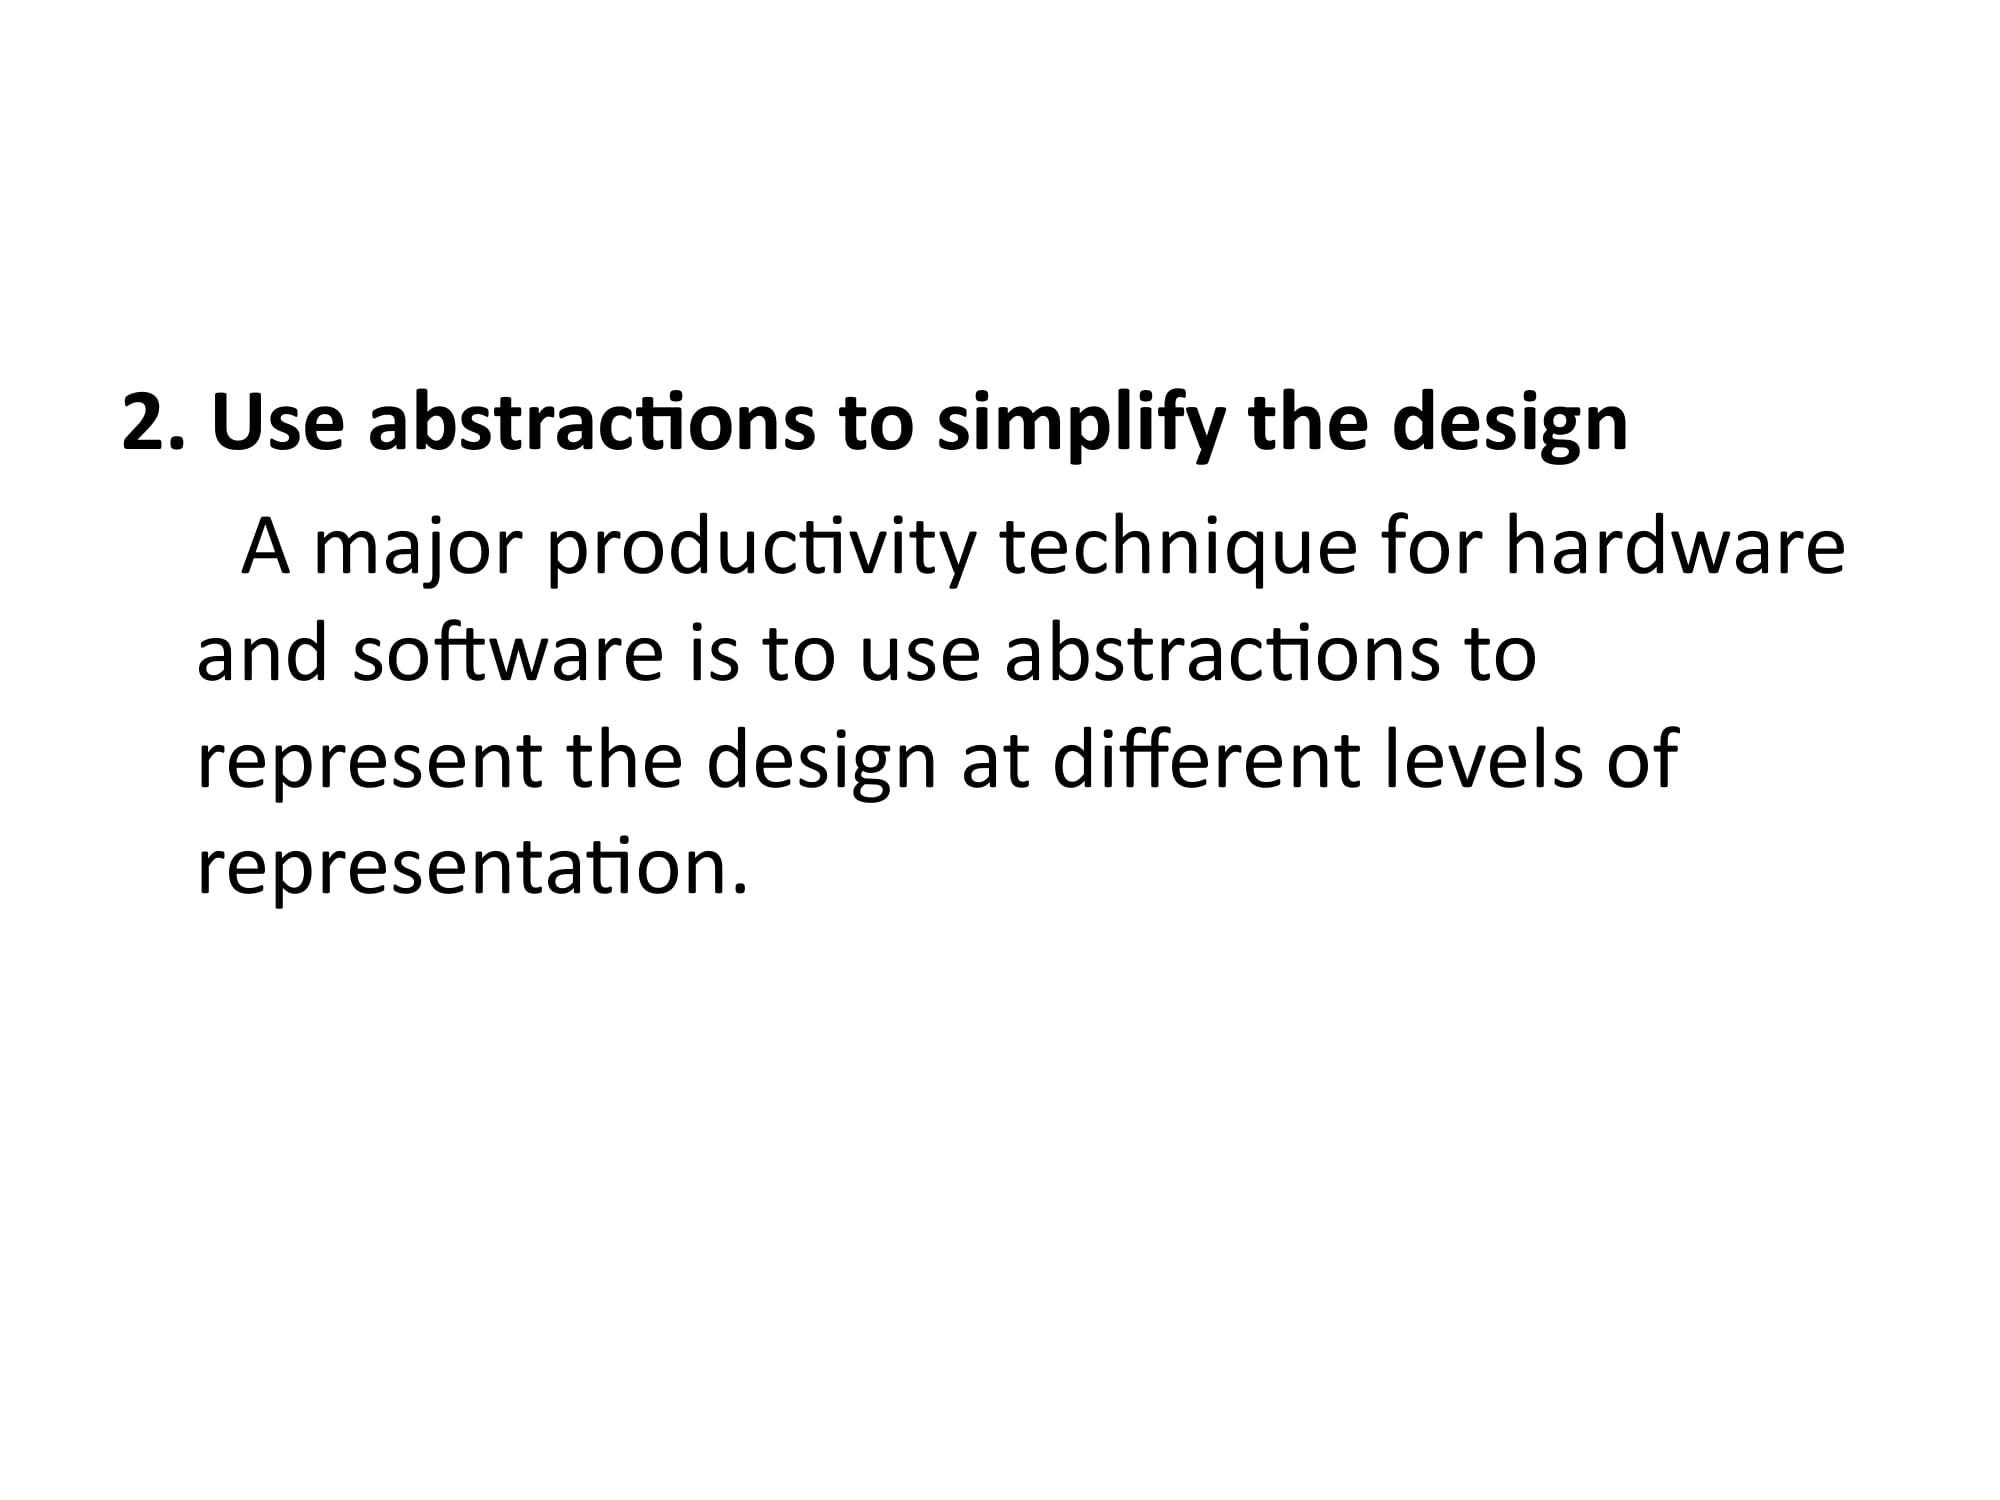 2. Use abstractions to simplify the design
A major productivity technique for hardware
and software is to use abstractions to
represent the design at different levels of
representation.